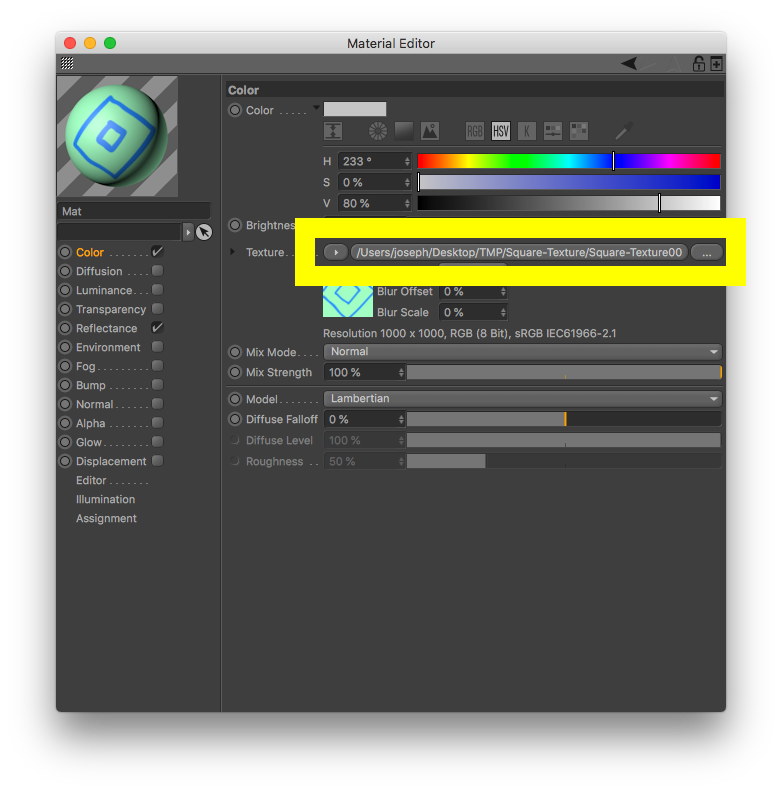 Material Editor
Color
Color . . . . .
RGB HSV K
H 233 °
S 0 %
V 80 %
Mat
Brightness
Texture . . .
/Users/joseph/Desktop/TMP/Square-Texture/Square-Texture00
...
Color . . . . . . .
Diffusion . . . .
Luminance. . .
Transparency
Reflectance
Environment
Fog. . . . . . . .
Bump . . . . . .
Normal . . . . .
Alpha . . . . . .
Glow. . . . . . .
Displacement
Editor . . . . . . .
Illumination
Assignment
Blur Offset 0 %
Blur Scale 0 %
Resolution 1000 x 1000, RGB (8 Bit), sRGB IEC61966-2.1
Mix Mode. . . . Normal
Mix Strength 100 %
Model . . . . . . . Lambertian
Diffuse Falloff 0 %
Diffuse Level 100 %
Roughness . . 50 %